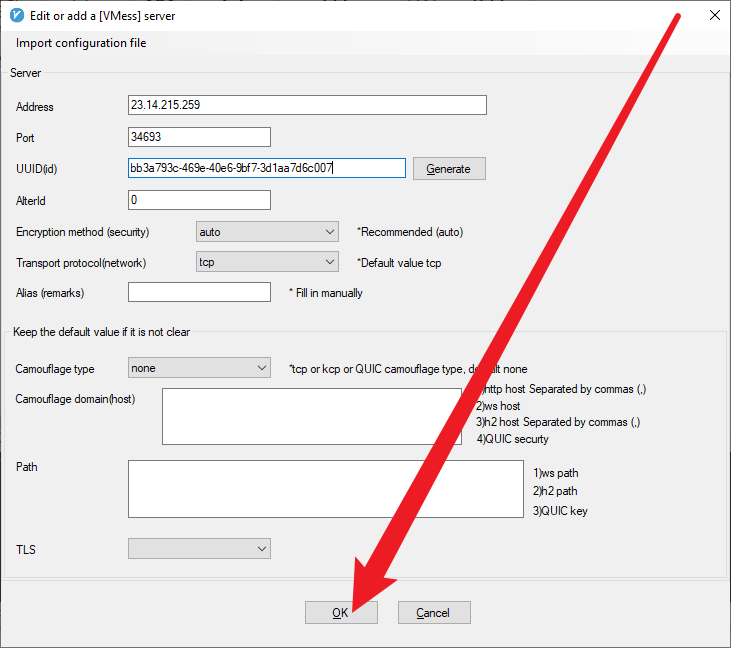 Edit or add a [VMess] server
Import configuration file
Server
Address 23.14.215.259
Port 34693
UUID(id) bb3a793c-469e-40e6-9bf7-3d1aa7d6c007 Generate
AlterId 0
Encryption method (security) auto *Recommended (auto)
Transport protocol(network) tcp *Default value tcp
Alias (remarks) * Fill in manually
Keep the default value if it is not clear
Camouflage type none *tcp or kcp or QUIC camouflage type, none
Camouflage domain(host) http host Separated by commas (,)
2)ws host
3)h2 host Separated by commas (,)
4)QUIC securty
Path 1)ws path
2)h2 path
3)QUIC key
TLS
OK Cancel